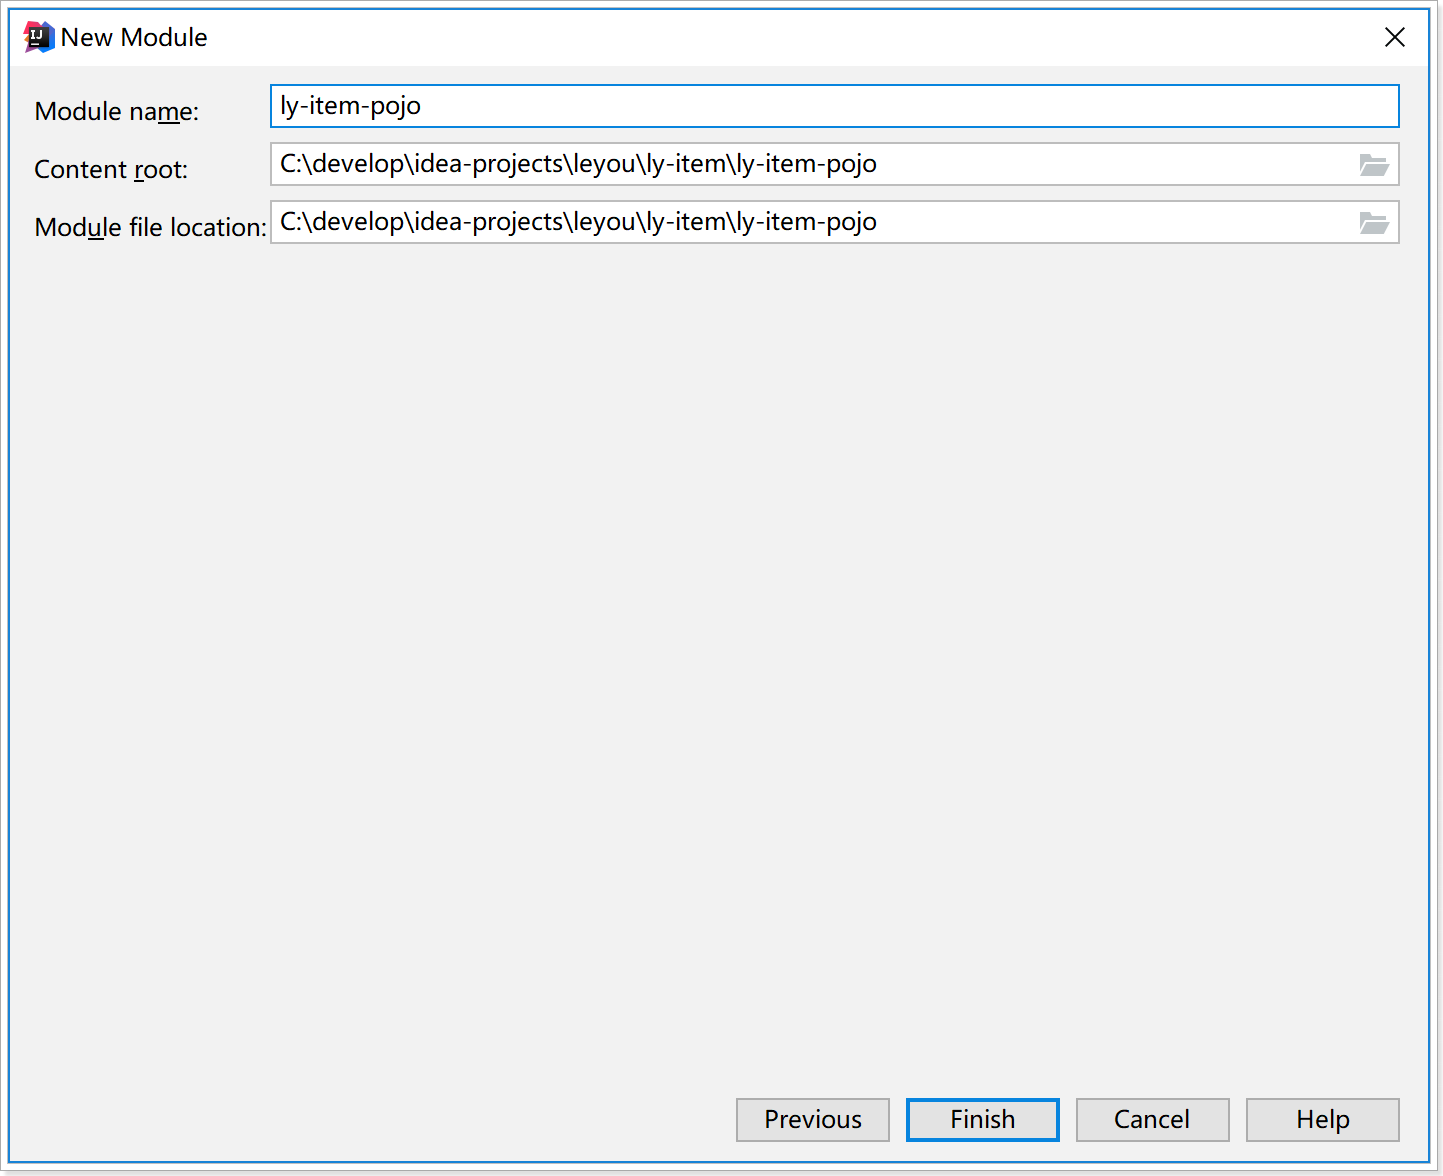 New Module
Module name: ly-item-pojo
Content root: C:\develop\idea-projects\leyou\ly-item\ly-item-pojo
Module file location: C:\develop\idea-projects\leyou\ly-item\ly-item-pojo
Previous Finish Cancel Help